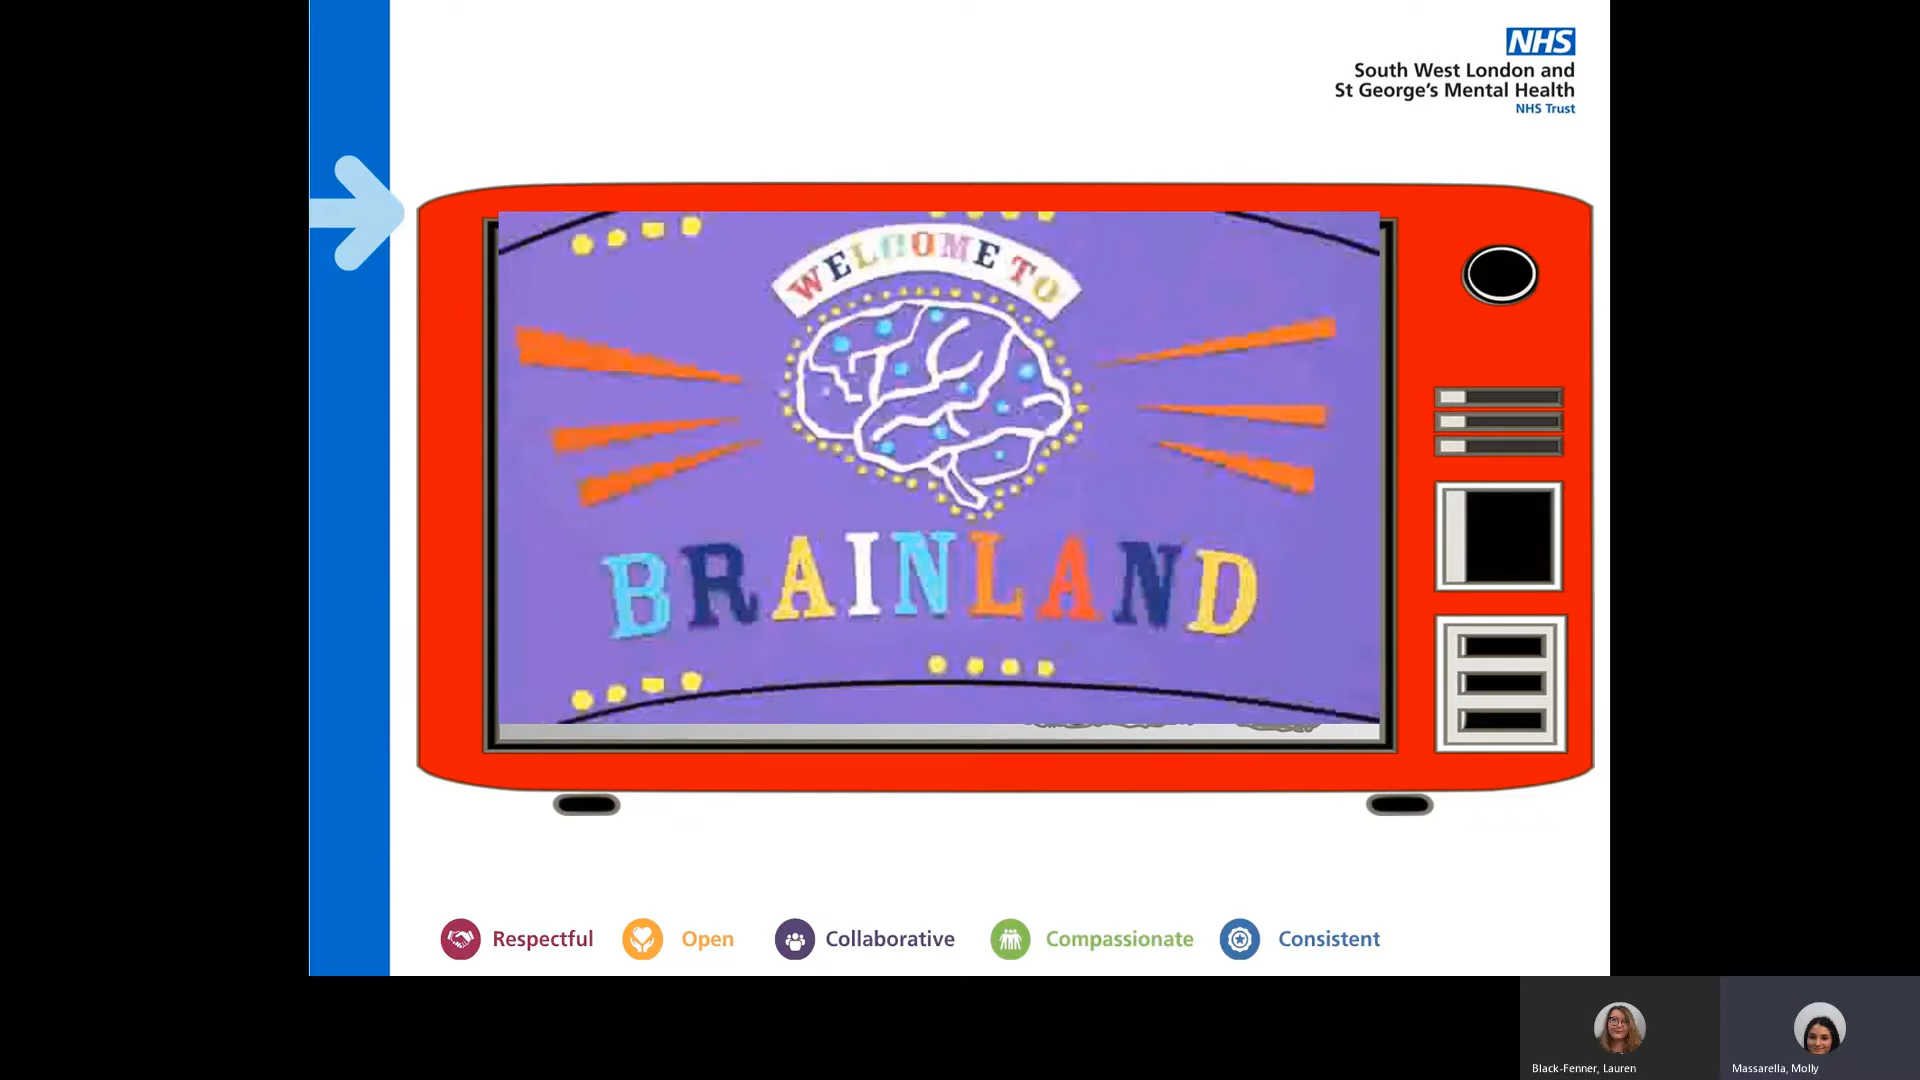 NHS
South West London and
St George's Mental Health
NHS Trust
WELCOME TO
BRAINLAND
Respectful
Open
Collaborative
Compassionate
Consistent
Black-Fenner, Lauren
Massarella, Molly